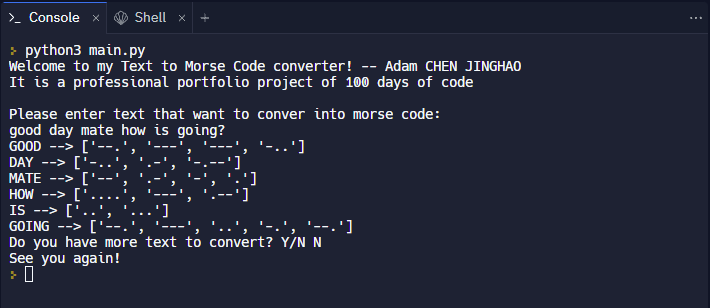 Console × Shell × + ...
python3 main.py
Welcome to my Text to Morse Code converter! -- Adam CHEN JINGHAO
It is a professional portfolio project of 100 days of code
Please enter text that want to conver into morse code:
good day mate how is going?
GOOD --> ['--.', '---', '---', '-..']
DAY --> ['-..', '.-', '-.--']
MATE --> ['--', '.-', '-', '.']
HOW --> ['....', '---', '.--']
IS --> ['..', '...']
GOING --> ['--.', '---', '..', '-.', '--.']
Do you have more text to convert? Y/N N
See you again!